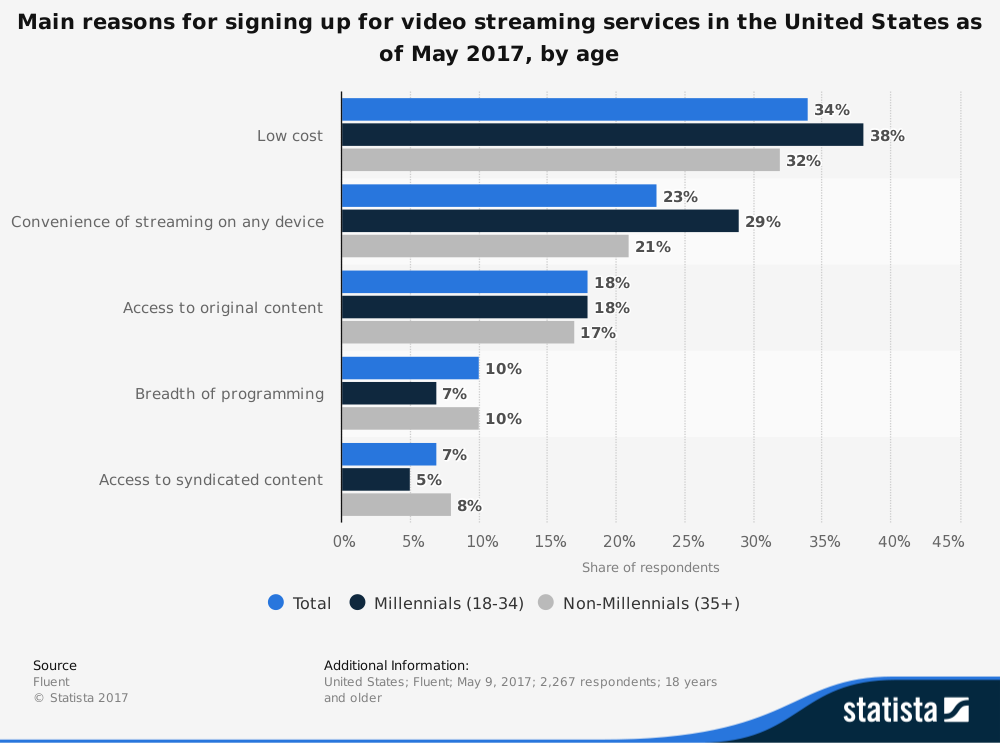 Main reasons for signing up for video streaming services in the United States as
of May 2017, by age
Low cost
34%
38%
32%
Convenience of streaming on any device
23%
29%
21%
Access to original content
18%
18%
17%
Breadth of programming
10%
7%
10%
Access to syndicated content
7%
5%
8%
0% 5% 10% 15% 20% 25% 30% 35% 40% 45%
Share of respondents
Total Millennials (18-34) Non-Millennials (35+)
Source
Fluent
© Statista 2017
Additional Information:
United States; Fluent; May 9, 2017; 2,267 respondents; 18 years
and older
statista